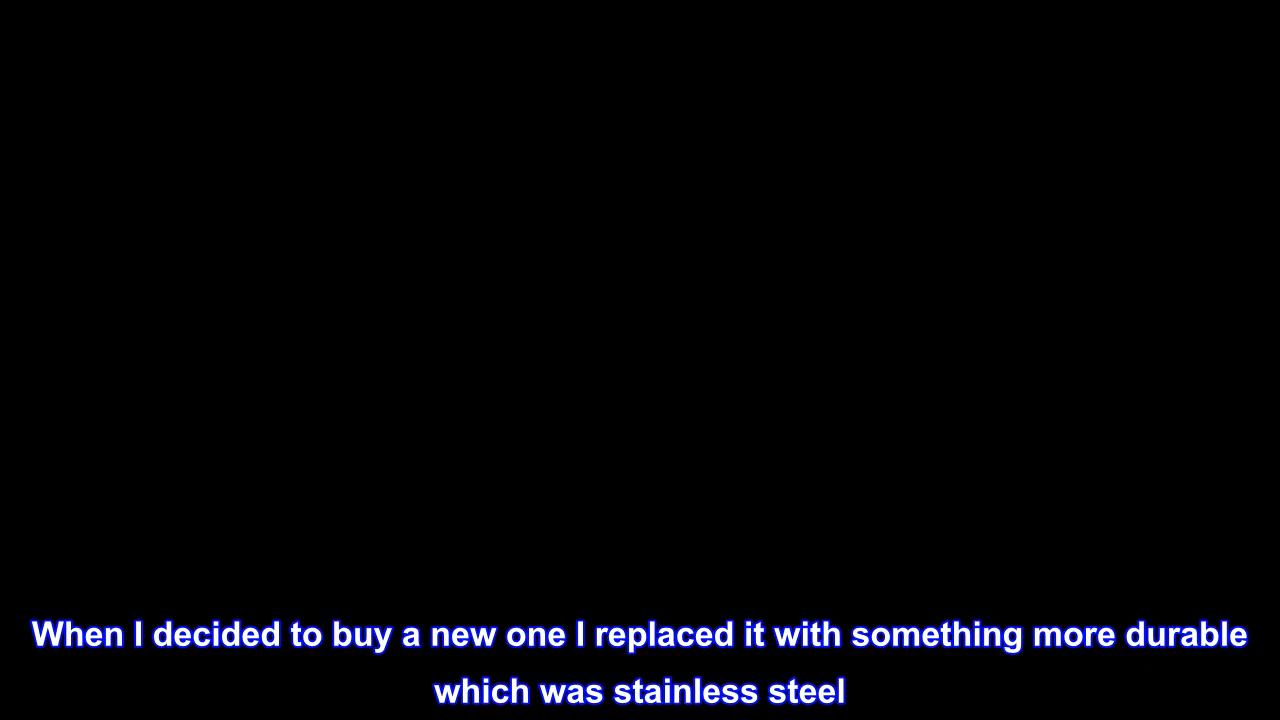 When I decided to buy a new one I replaced it with something more durable
which was stainless steel